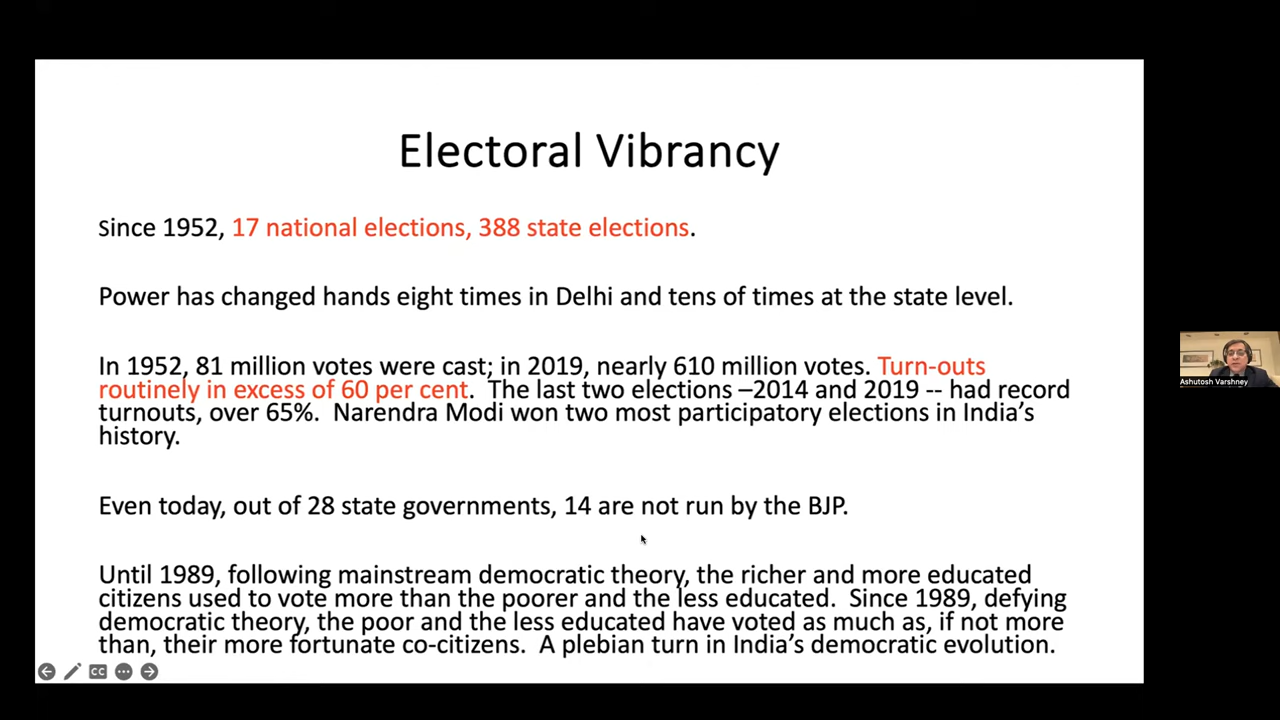 Electoral Vibrancy
Since 1952, 17 national elections, 388 state elections.
Power has changed hands eight times in Delhi and tens of times at the state level.
In 1952, 81 million votes were cast; in 2019, nearly 610 million votes. Turn-outs
routinely in excess of 60 per cent. The last two elections –2014 and 2019 -- had record
turnouts, over 65%. Narendra Modi won two most participatory elections in India's
history.
Even today, out of 28 state governments, 14 are not run by the BJP.
Until 1989, following mainstream democratic theory, the richer and more educated
citizens used to vote more than the poorer and the less educated. Since 1989, defying
democratic theory, the poor and the less educated have voted as much as, if not more
than, their more fortunate co-citizens. A plebian turn in India's democratic evolution.
CC
Ashutosh Varshney